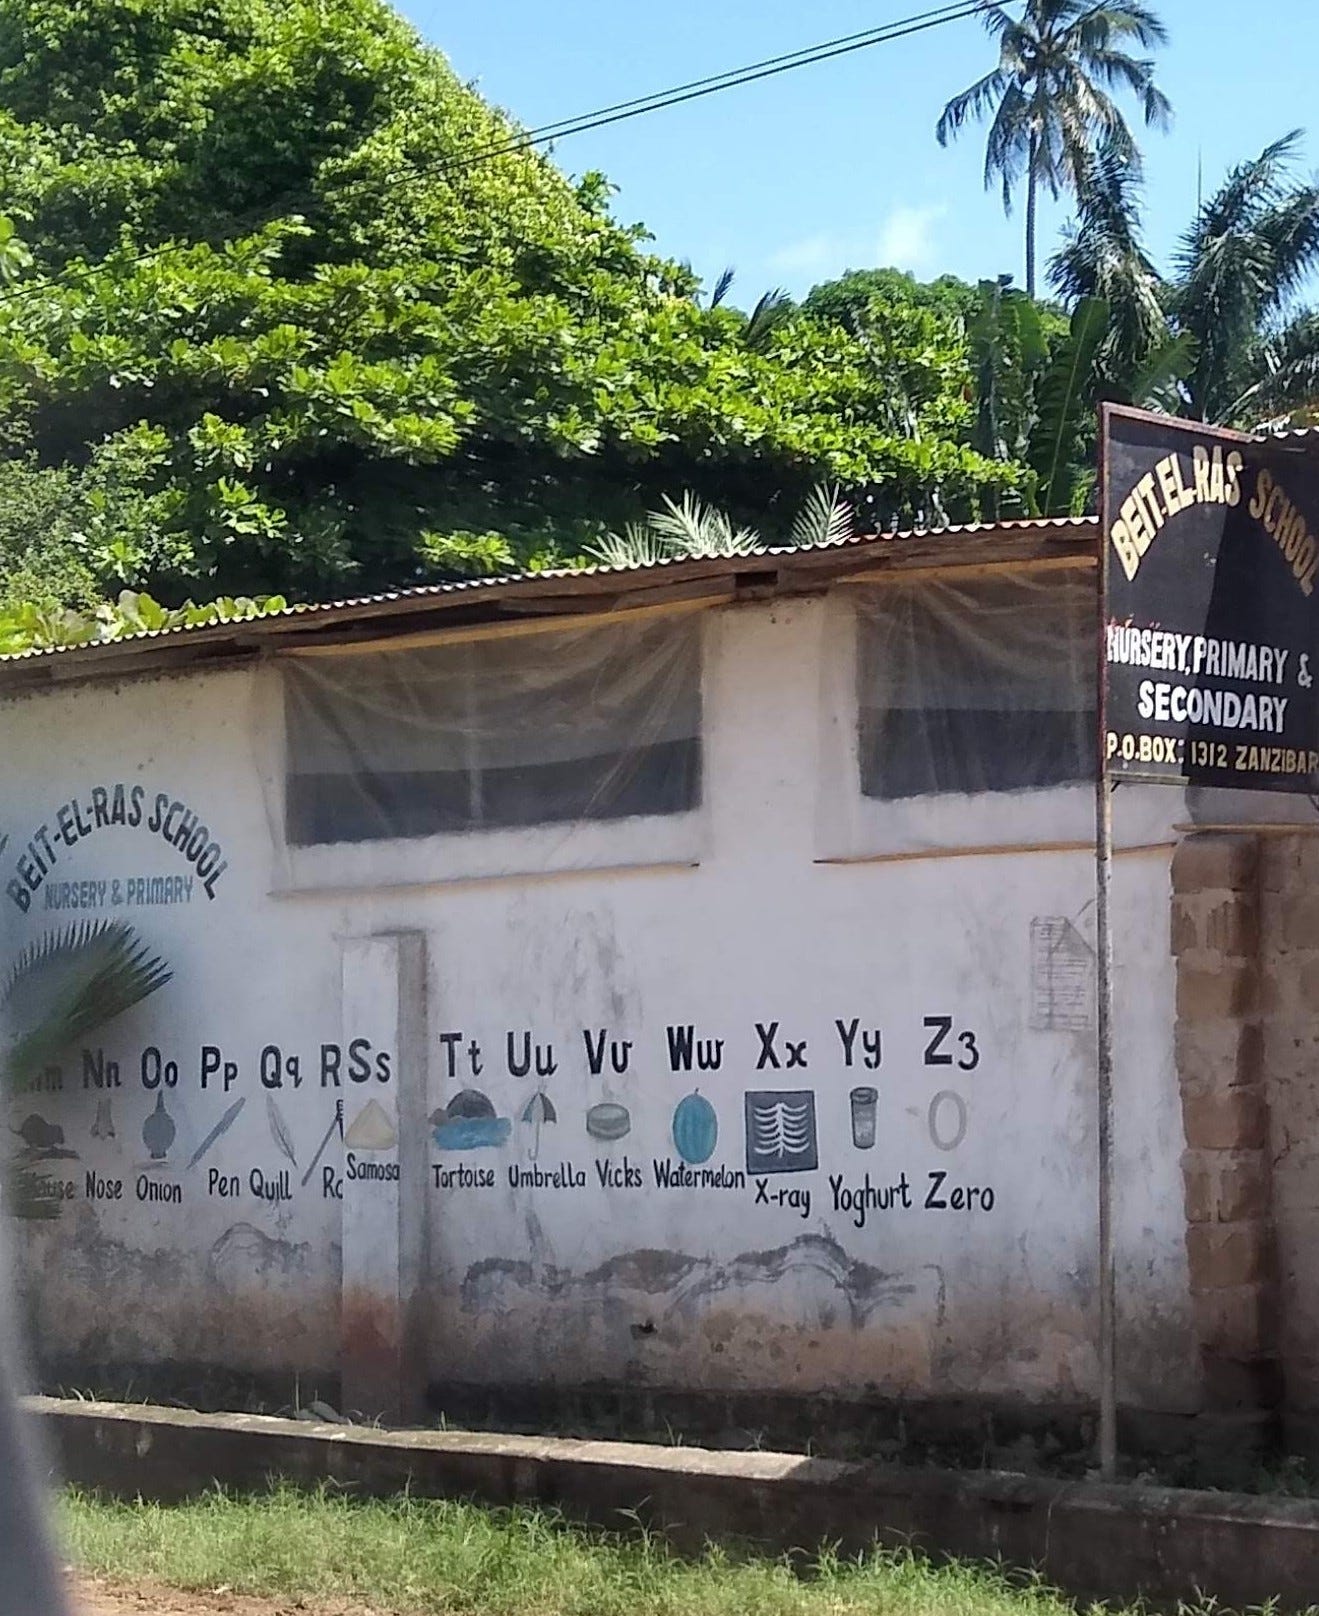 BEIT-EL-RAS SCHOOL
NURSERY, PRIMARY &
SECONDARY
P.O.BOX: 1312 ZANZIBAR
BEIT-EL-RAS SCHOOL
NURSERY & PRIMARY
Nn Oo Pp Qq R Ss Tt Uu Vv Ww Xx Yy Zʒ
Nose Onion Pen Quill Samosa Tortoise Umbrella Vicks Watermelon X-ray Yoghurt Zero